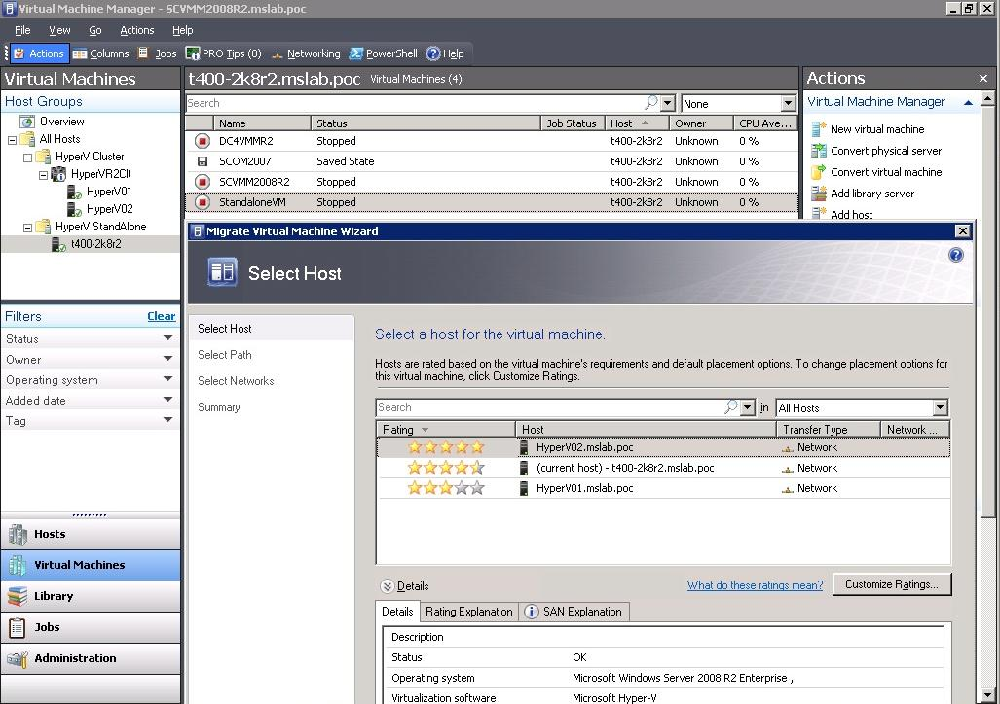 Virtual Machine Manager - SCVMM2008R2.mslab.poc
File View Go Actions Help
Actions Columns Jobs PRO Tips (0) Networking PowerShell Help
Virtual Machines
Host Groups
Overview
All Hosts
HyperV Cluster
HyperVR2Clt
HyperV01
HyperV02
HyperV StandAlone
t400-2k8r2
Filters Clear
Status
Owner
Operating system
Added date
Tag
Hosts
Virtual Machines
Library
Jobs
Administration
t400-2k8r2.mslab.poc Virtual Machines (4)
Search None
Name Status Job Status Host Owner CPU Ave...
DC4VMMR2 Stopped t400-2k8r2 Unknown 0 %
SCOM2007 Saved State t400-2k8r2 Unknown 0 %
SCVMM2008R2 Stopped t400-2k8r2 Unknown 0 %
StandaloneVM Stopped t400-2k8r2 Unknown 0 %
Actions
Virtual Machine Manager
New virtual machine
Convert physical server
Convert virtual machine
Add library server
Add host
Migrate Virtual Machine Wizard
Select Host
Select Host
Select Path
Select Networks
Summary
Select a host for the virtual machine.
Hosts are rated based on the virtual machine's requirements and default placement options. To change placement options for
this virtual machine, click Customize Ratings.
Search in All Hosts
Rating Host Transfer Type Network ...
HyperV02.mslab.poc Network
(current host) - t400-2k8r2.mslab.poc Network
HyperV01.mslab.poc Network
Details What do these ratings mean? Customize Ratings...
Details Rating Explanation SAN Explanation
Description
Status OK
Operating system Microsoft Windows Server 2008 R2 Enterprise ,
Virtualization software Microsoft Hyper-V